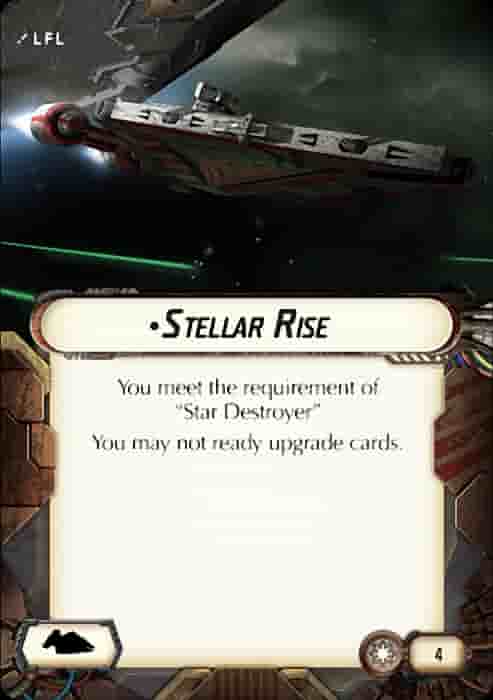 LFL
•STELLAR RISE
You meet the requirement of
“Star Destroyer”
You may not ready upgrade cards.
4